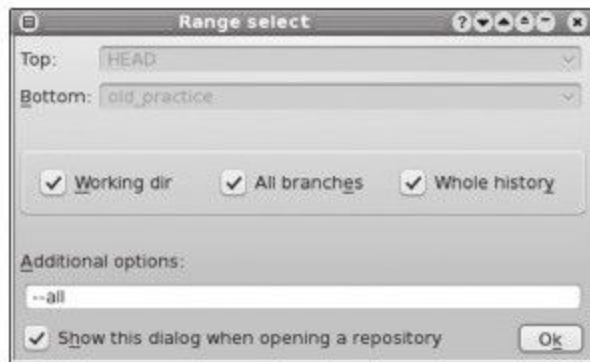 Range select
Top: HEAD
Bottom: old_practice
Working dir All branches Whole history
Additional options:
--all
Show this dialog when opening a repository Ok